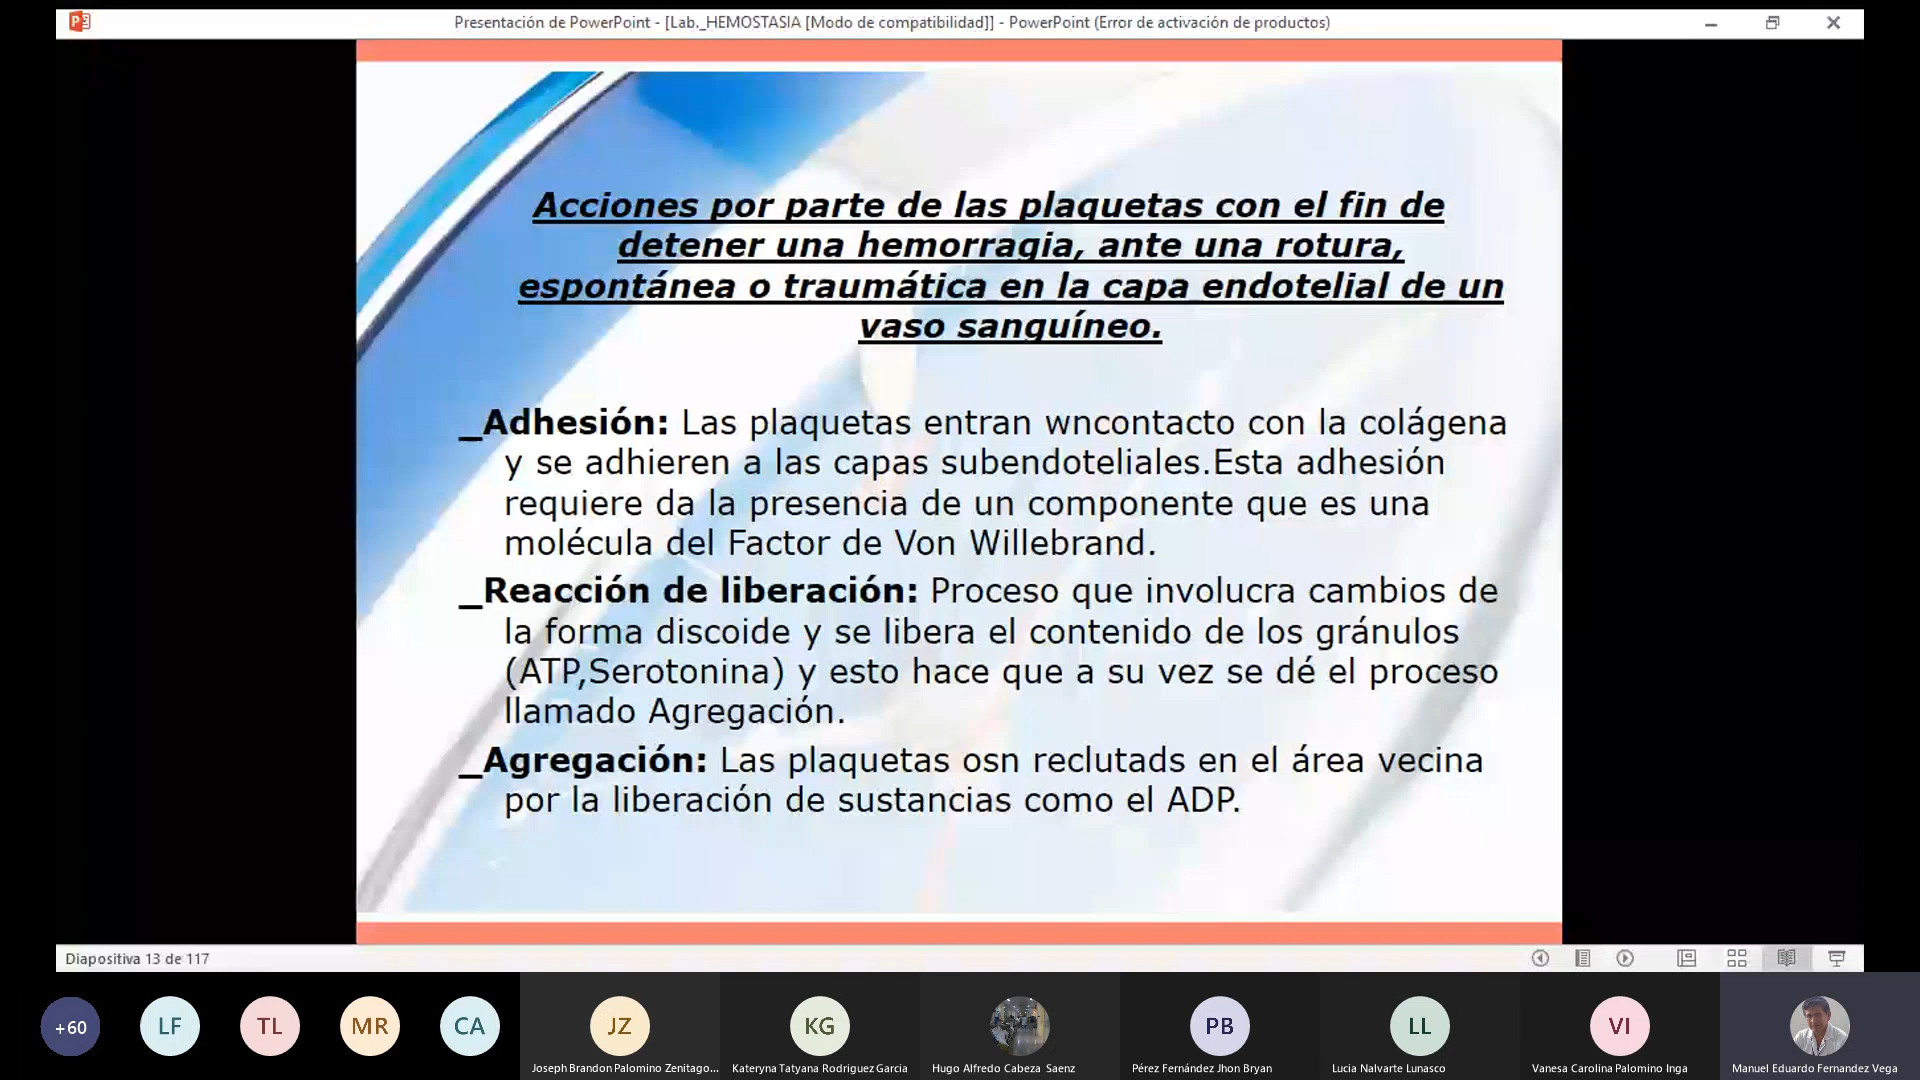 Presentación de PowerPoint - [Lab._HEMOSTASIA [Modo de compatibilidad]] - PowerPoint (Error de activación de productos)
Acciones por parte de las plaquetas con el fin de
detener una hemorragia, ante una rotura,
espontánea o traumática en la capa endotelial de un
vaso sanguíneo.
_Adhesión: Las plaquetas entran wncontacto con la colágena
y se adhieren a las capas subendoteliales.Esta adhesión
requiere da la presencia de un componente que es una
molécula del Factor de Von Willebrand.
_Reacción de liberación: Proceso que involucra cambios de
la forma discoide y se libera el contenido de los gránulos
(ATP,Serotonina) y esto hace que a su vez se dé el proceso
llamado Agregación.
_Agregación: Las plaquetas osn reclutads en el área vecina
por la liberación de sustancias como el ADP.
Diapositiva 13 de 117
+60 LF TL MR CA JZ KG PB LL VI
Joseph Brandon Palomino Zenitago... Kateryna Tatyana Rodriguez Garcia Hugo Alfredo Cabeza Saenz Pérez Fernández Jhon Bryan Lucia Nalvarte Lunasco Vanesa Carolina Palomino Inga Manuel Eduardo Fernandez Vega